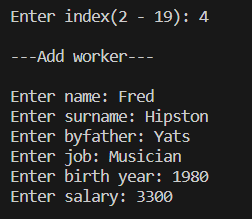 Enter index(2 - 19): 4
---Add worker---
Enter name: Fred
Enter surname: Hipston
Enter byfather: Yats
Enter job: Musician
Enter birth year: 1980
Enter salary: 3300